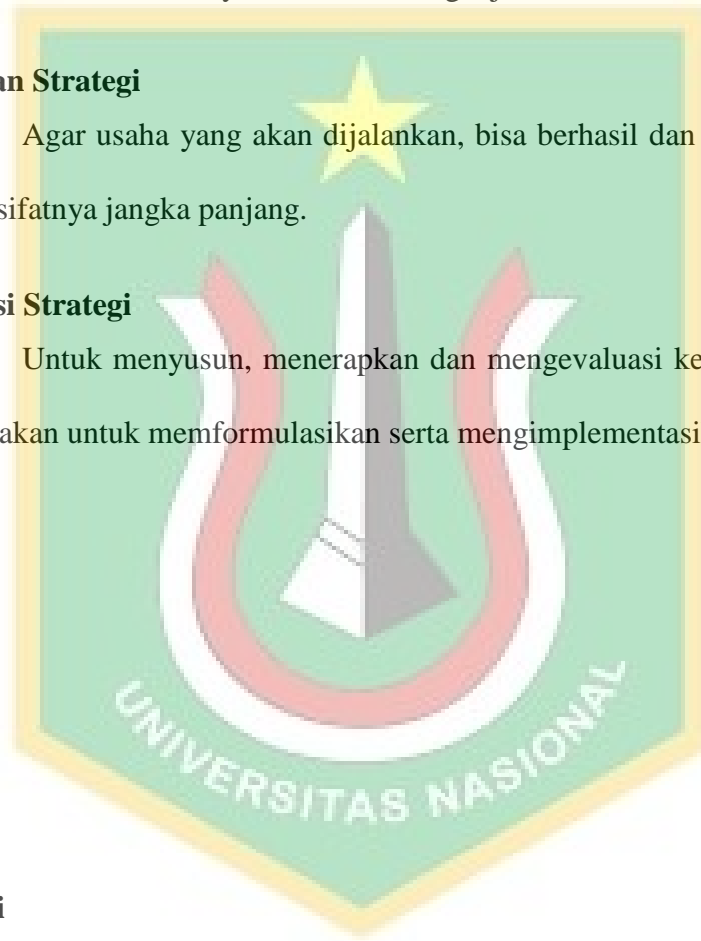 an Strategi
Agar usaha yang akan dijalankan, bisa berhasil dan
sifatnya jangka panjang.
si Strategi
Untuk menyusun, menerapkan dan mengevaluasi ke
akan untuk memformulasikan serta mengimplementasi
UNIVERSITAS NASIONAL
i